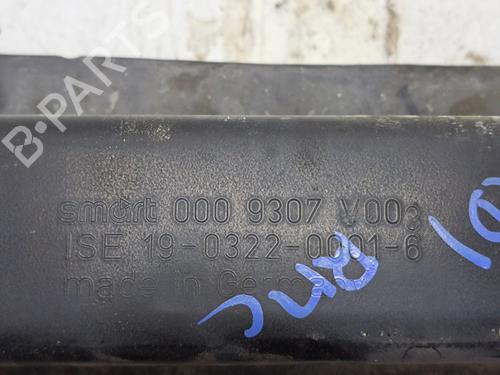 B-PARTS
smart 000 9307 V003
ISE 19-0322-0001-6
made in Germany